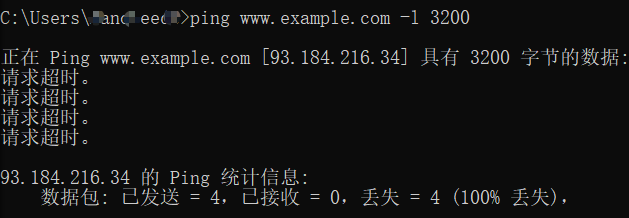 C:\Users\>ping www.example.com -l 3200
正在 Ping www.example.com [93.184.216.34] 具有 3200 字节的数据:
请求超时。
请求超时。
请求超时。
请求超时。
93.184.216.34 的 Ping 统计信息:
数据包: 已发送 = 4，已接收 = 0，丢失 = 4 (100% 丢失)，